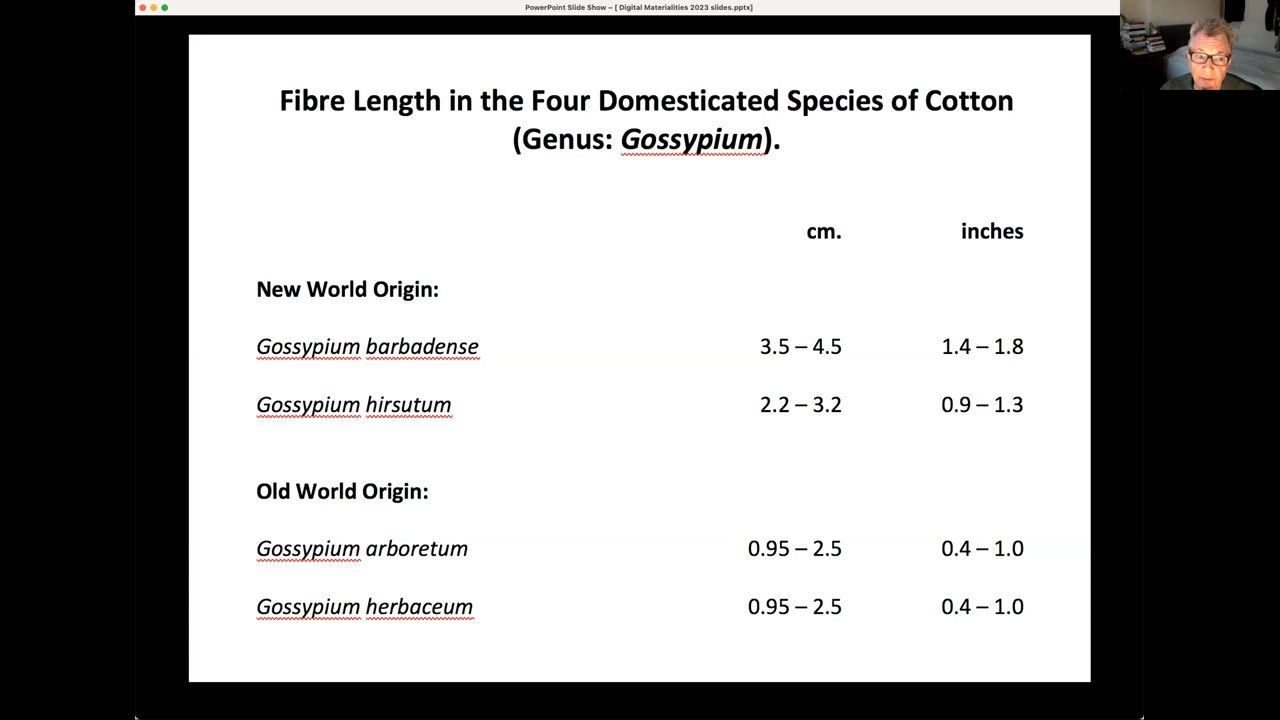 PowerPoint Slide Show – [ Digital Materialities 2023 slides.pptx]
Fibre Length in the Four Domesticated Species of Cotton
(Genus: Gossypium).
cm. inches
New World Origin:
Gossypium barbadense 3.5 – 4.5 1.4 – 1.8
Gossypium hirsutum 2.2 – 3.2 0.9 – 1.3
Old World Origin:
Gossypium arboretum 0.95 – 2.5 0.4 – 1.0
Gossypium herbaceum 0.95 – 2.5 0.4 – 1.0